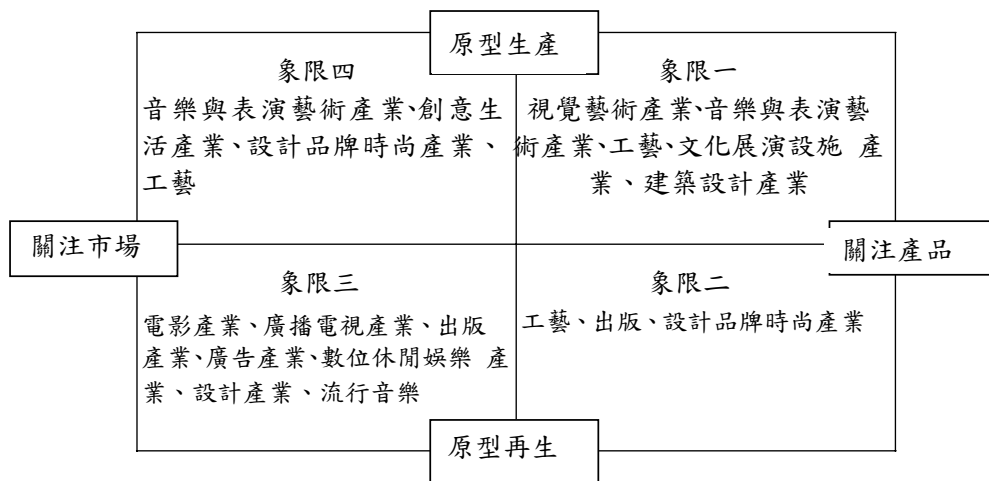 原型生產
象限四
音樂與表演藝術產業、創意生
活產業、設計品牌時尚產業、
工藝
象限一
視覺藝術產業、音樂與表演藝
術產業、工藝、文化展演設施 產
業、建築設計產業
關注市場
關注產品
象限三
電影產業、廣播電視產業、出版
產業、廣告產業、數位休閒娛樂 產
業、設計產業、流行音樂
象限二
工藝、出版、設計品牌時尚產業
原型再生